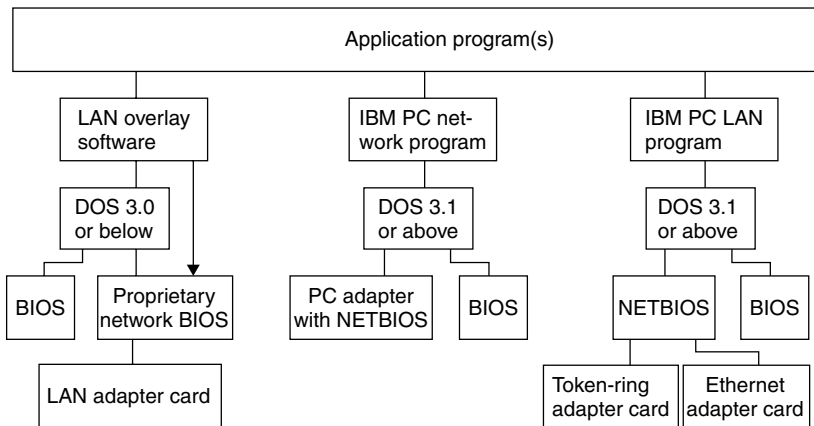 Application program(s)
LAN overlay
software
IBM PC net-
work program
IBM PC LAN
program
DOS 3.0
or below
DOS 3.1
or above
DOS 3.1
or above
BIOS
Proprietary
network BIOS
PC adapter
with NETBIOS
BIOS
NETBIOS
BIOS
LAN adapter card
Token-ring
adapter card
Ethernet
adapter card